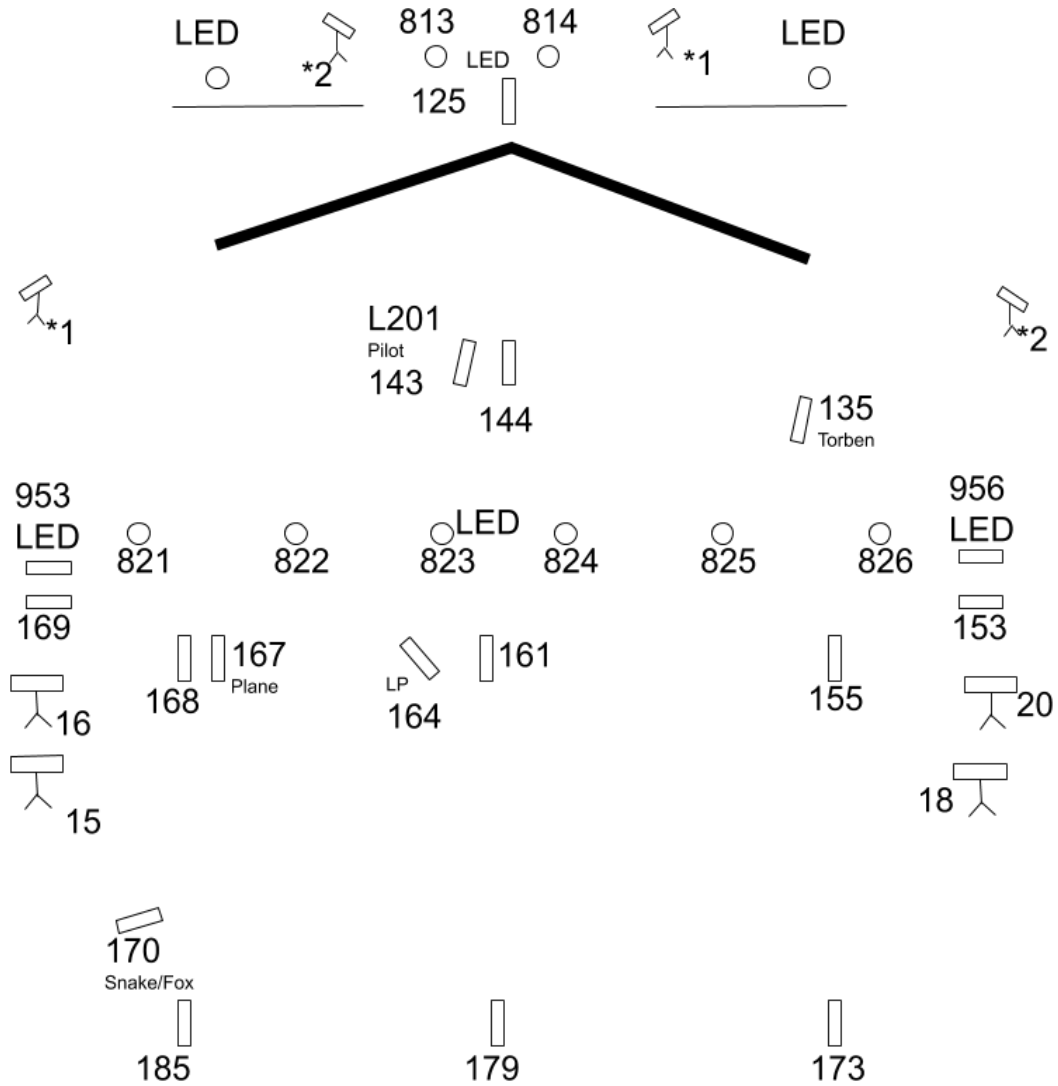 LED
*2
813
LED
814
*1
LED
125
*1
*2
L201
Pilot
143
144
135
Torben
953
LED
LED
956
LED
821
822
823
824
825
826
169
153
168
167
Plane
LP
164
161
155
16
20
15
18
170
Snake/Fox
185
179
173